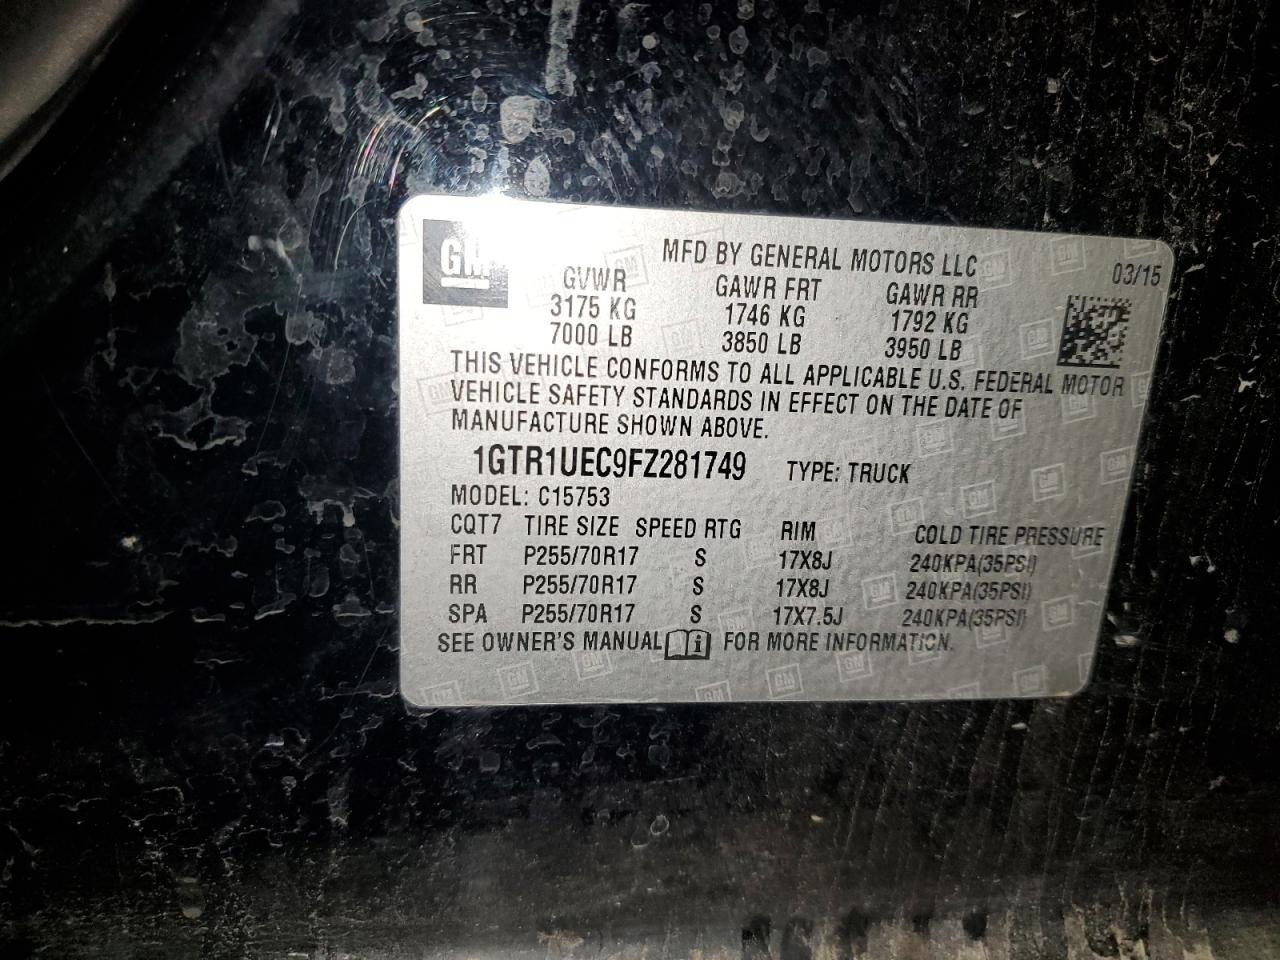 GM
MFD BY GENERAL MOTORS LLC
03/15
GVWR GAWR FRT GAWR RR
3175 KG 1746 KG 1792 KG
7000 LB 3850 LB 3950 LB
THIS VEHICLE CONFORMS TO ALL APPLICABLE U.S. FEDERAL MOTOR
VEHICLE SAFETY STANDARDS IN EFFECT ON THE DATE OF
MANUFACTURE SHOWN ABOVE.
1GTR1UEC9FZ281749 TYPE: TRUCK
MODEL: C15753
CQT7 TIRE SIZE SPEED RTG RIM COLD TIRE PRESSURE
FRT P255/70R17 S 17X8J 240KPA(35PSI)
RR P255/70R17 S 17X8J 240KPA(35PSI)
SPA P255/70R17 S 17X7.5J 240KPA(35PSI)
SEE OWNER'S MANUAL FOR MORE INFORMATION.